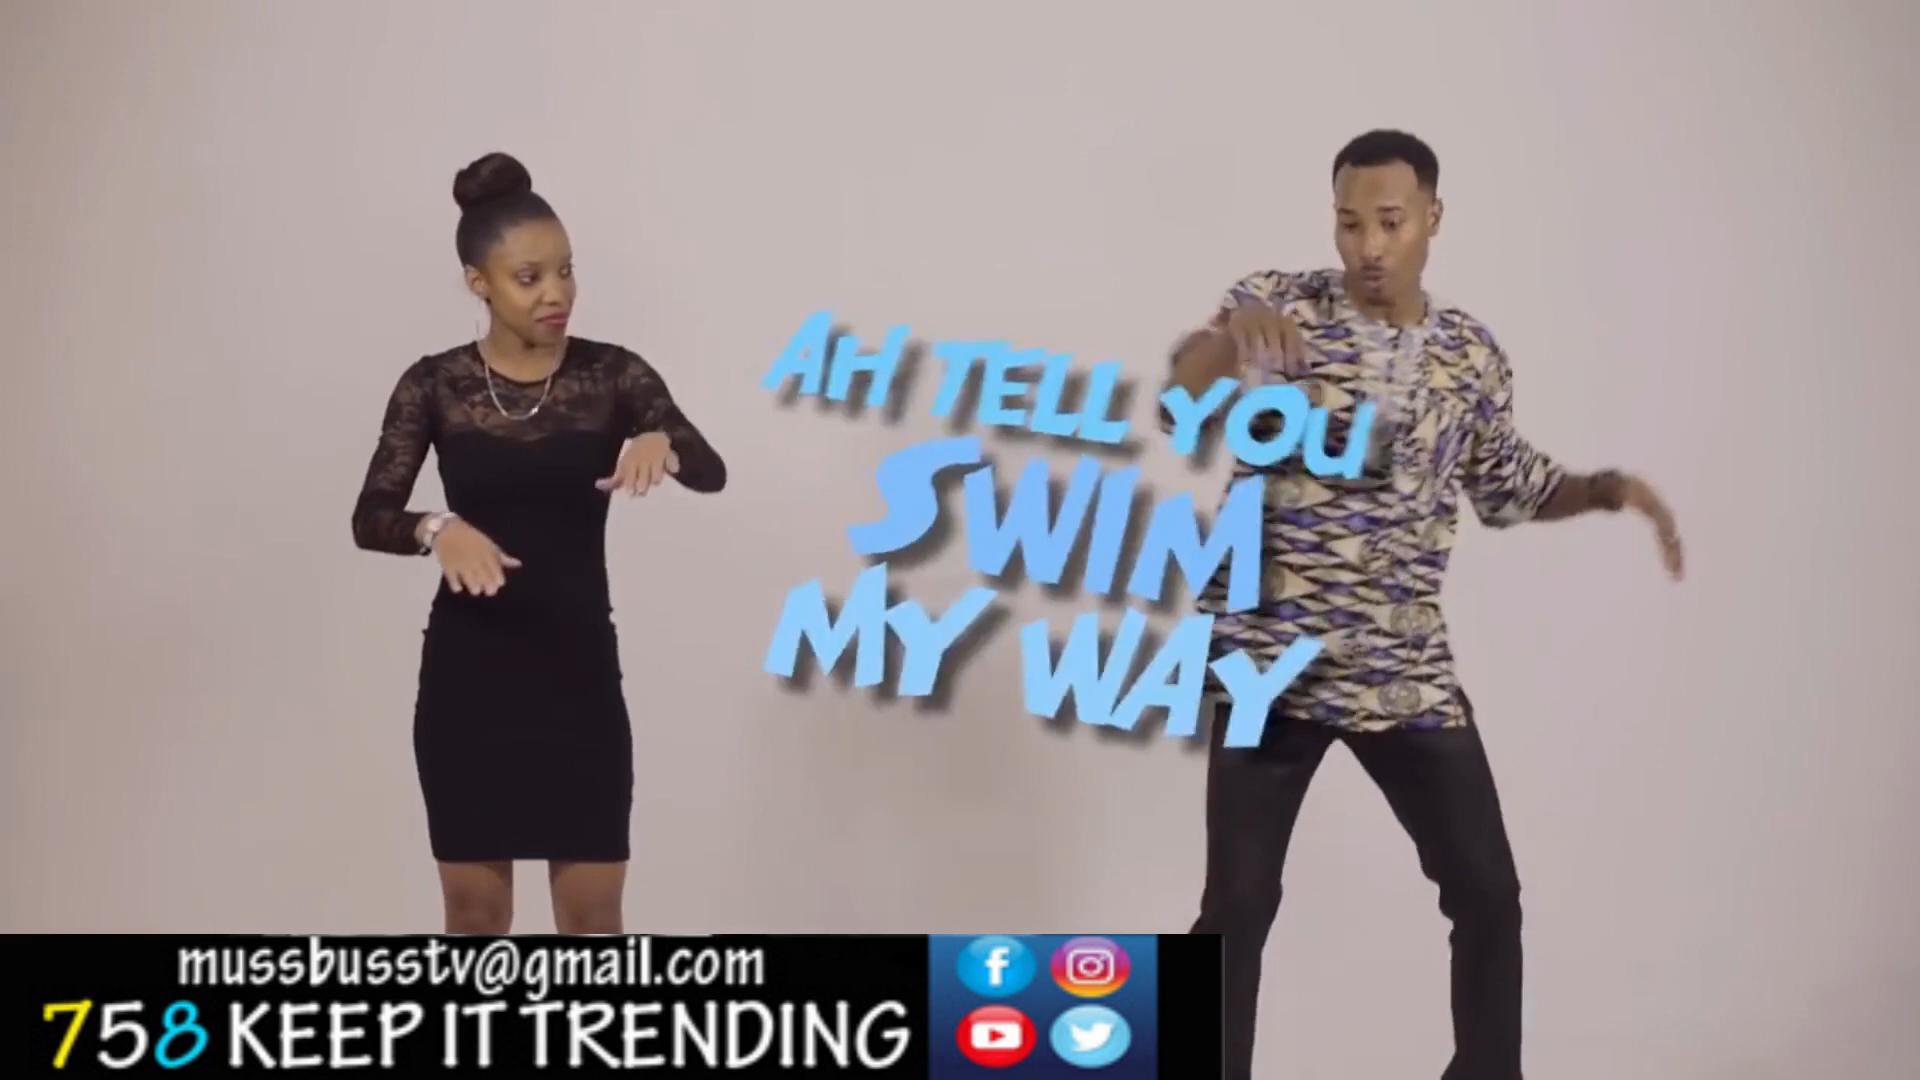 AH TELL YOU
SWIM
MY WAY
mussbusstv@gmail.com
758 KEEP IT TRENDING